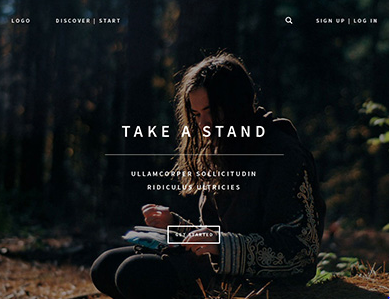 LOGO
DISCOVER | START
SIGN UP | LOG IN
TAKE A STAND
ULLAMCORPER SOLLICITUDIN
RIDICULUS ULTRICIES
GET STARTED